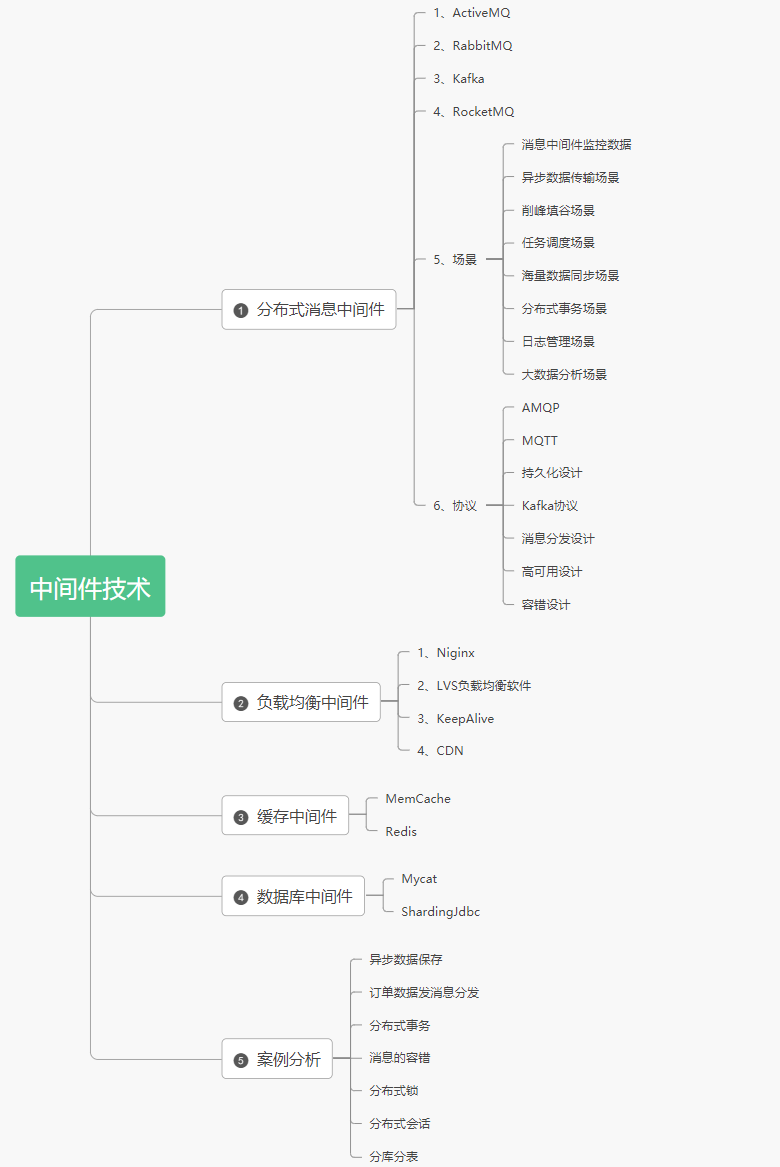 中间件技术
1 分布式消息中间件
1、ActiveMQ
2、RabbitMQ
3、Kafka
4、RocketMQ
5、场景
消息中间件监控数据
异步数据传输场景
削峰填谷场景
任务调度场景
海量数据同步场景
分布式事务场景
日志管理场景
大数据分析场景
6、协议
AMQP
MQTT
持久化设计
Kafka协议
消息分发设计
高可用设计
容错设计
2 负载均衡中间件
1、Niginx
2、LVS负载均衡软件
3、KeepAlive
4、CDN
3 缓存中间件
MemCache
Redis
4 数据库中间件
Mycat
ShardingJdbc
5 案例分析
异步数据保存
订单数据发消息分发
分布式事务
消息的容错
分布式锁
分布式会话
分库分表